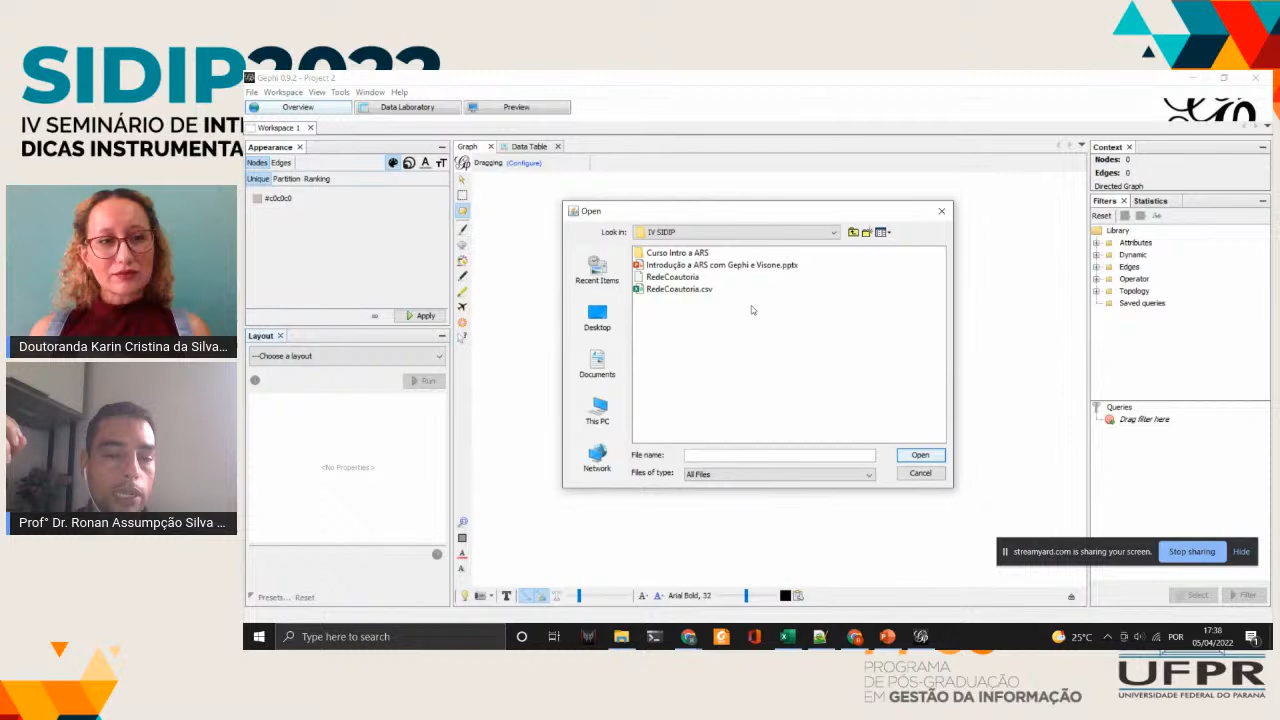 SIDIP2022
IV SEMINÁRIO DE INT
DICAS INSTRUMENTA
Gephi 0.9.2 - Project 2
File Workspace View Tools Window Help
Overview Data Laboratory Preview
Workspace 1
Appearance
Nodes Edges
Unique Partition Ranking
#c0c0c0
Apply
Layout
---Choose a layout
Run
<No Properties>
Presets... Reset
Graph Data Table
Dragging (Configure)
Open
Look in: IV SIDIP
Curso Intro a ARS
Introdução a ARS com Gephi e Visone.pptx
RedeCoautoria
RedeCoautoria.csv
Recent Items
Desktop
Documents
This PC
Network
File name: Open
Files of type: All Files Cancel
Arial Bold, 32
Context
Nodes: 0
Edges: 0
Directed Graph
Filters Statistics
Reset
Library
Attributes
Dynamic
Edges
Operator
Topology
Saved queries
Queries
Drag filter here
Select Filter
streamyard.com is sharing your screen. Stop sharing Hide
Type here to search
25°C POR 17:38
05/04/2022
Doutoranda Karin Cristina da Silva...
Prof° Dr. Ronan Assumpção Silva ...
PROGRAMA
DE PÓS-GRADUAÇÃO
EM GESTÃO DA INFORMAÇÃO
UFPR
UNIVERSIDADE FEDERAL DO PARANÁ